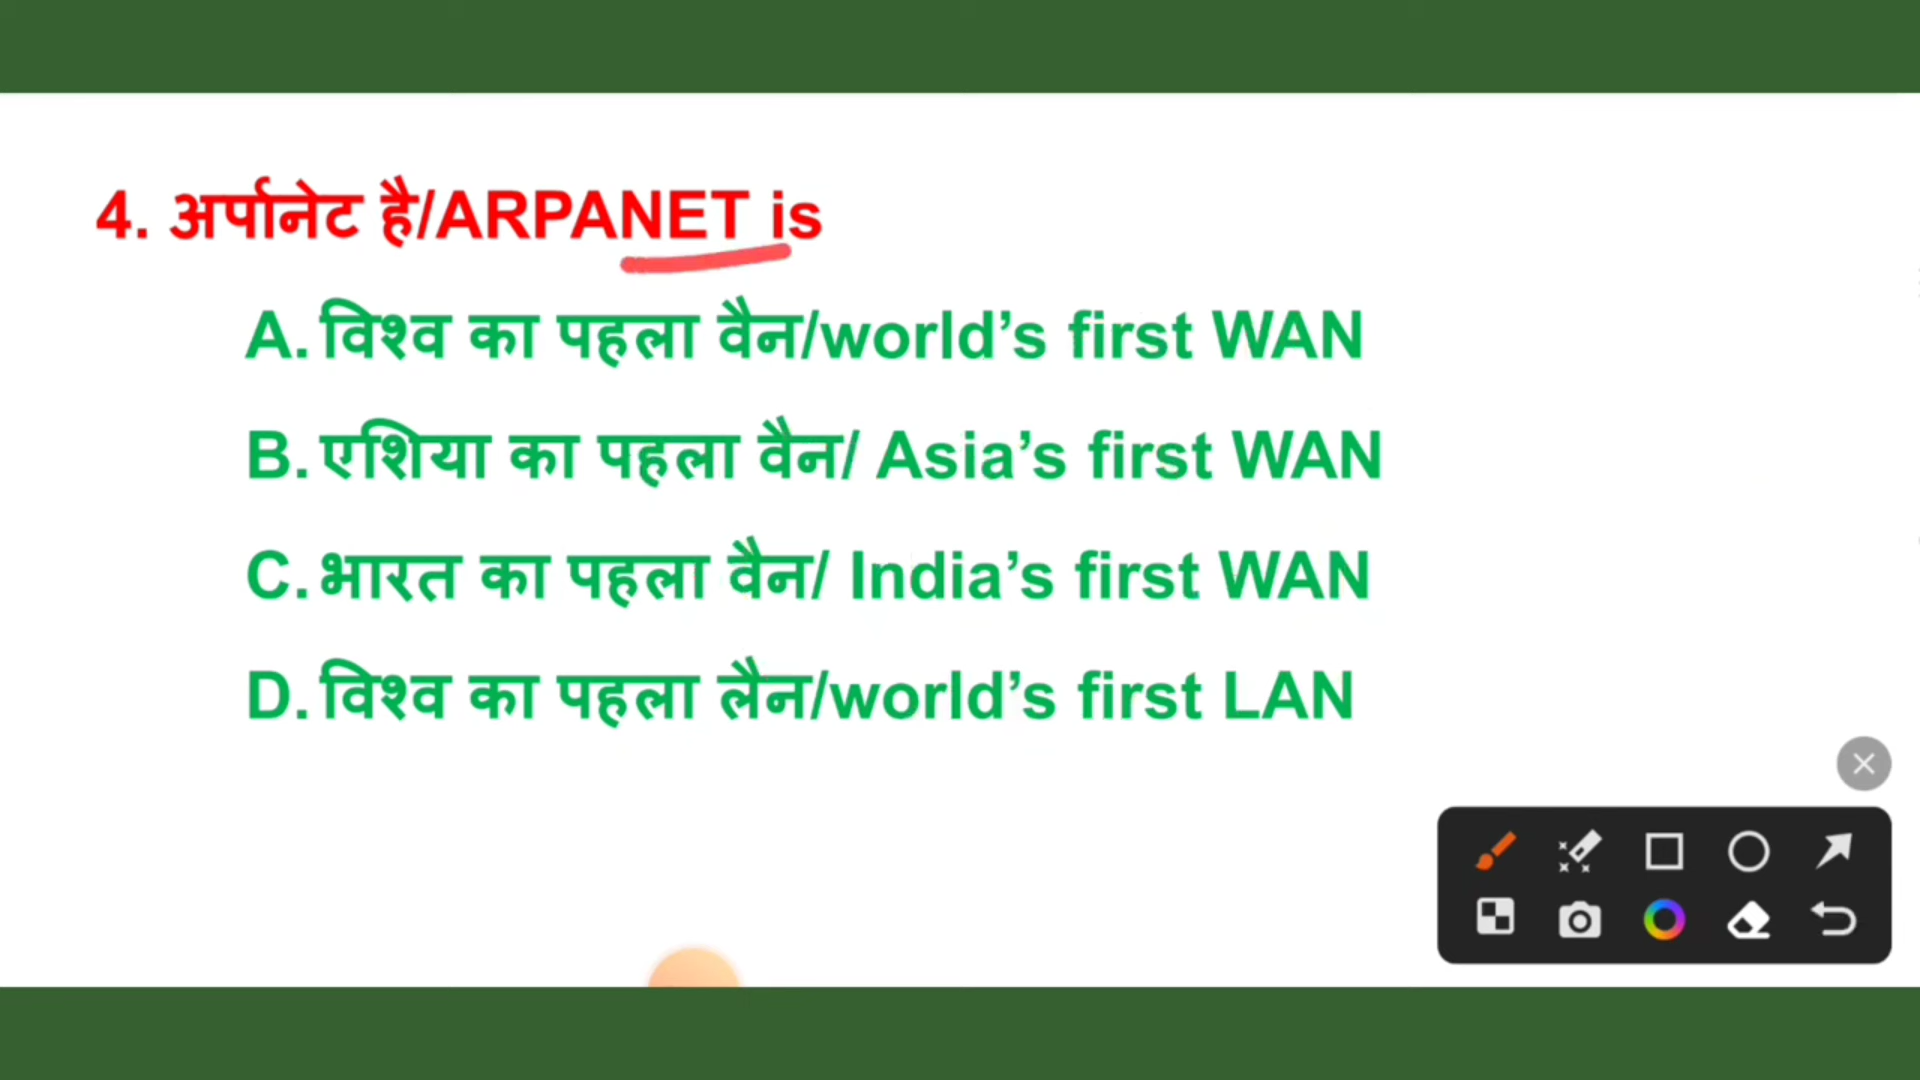 4. अर्पानेट है/ARPANET is
A. विश्व का पहला वैन/world’s first WAN
B. एशिया का पहला वैन/ Asia’s first WAN
C. भारत का पहला वैन/ India’s first WAN
D. विश्व का पहला लैन/world’s first LAN